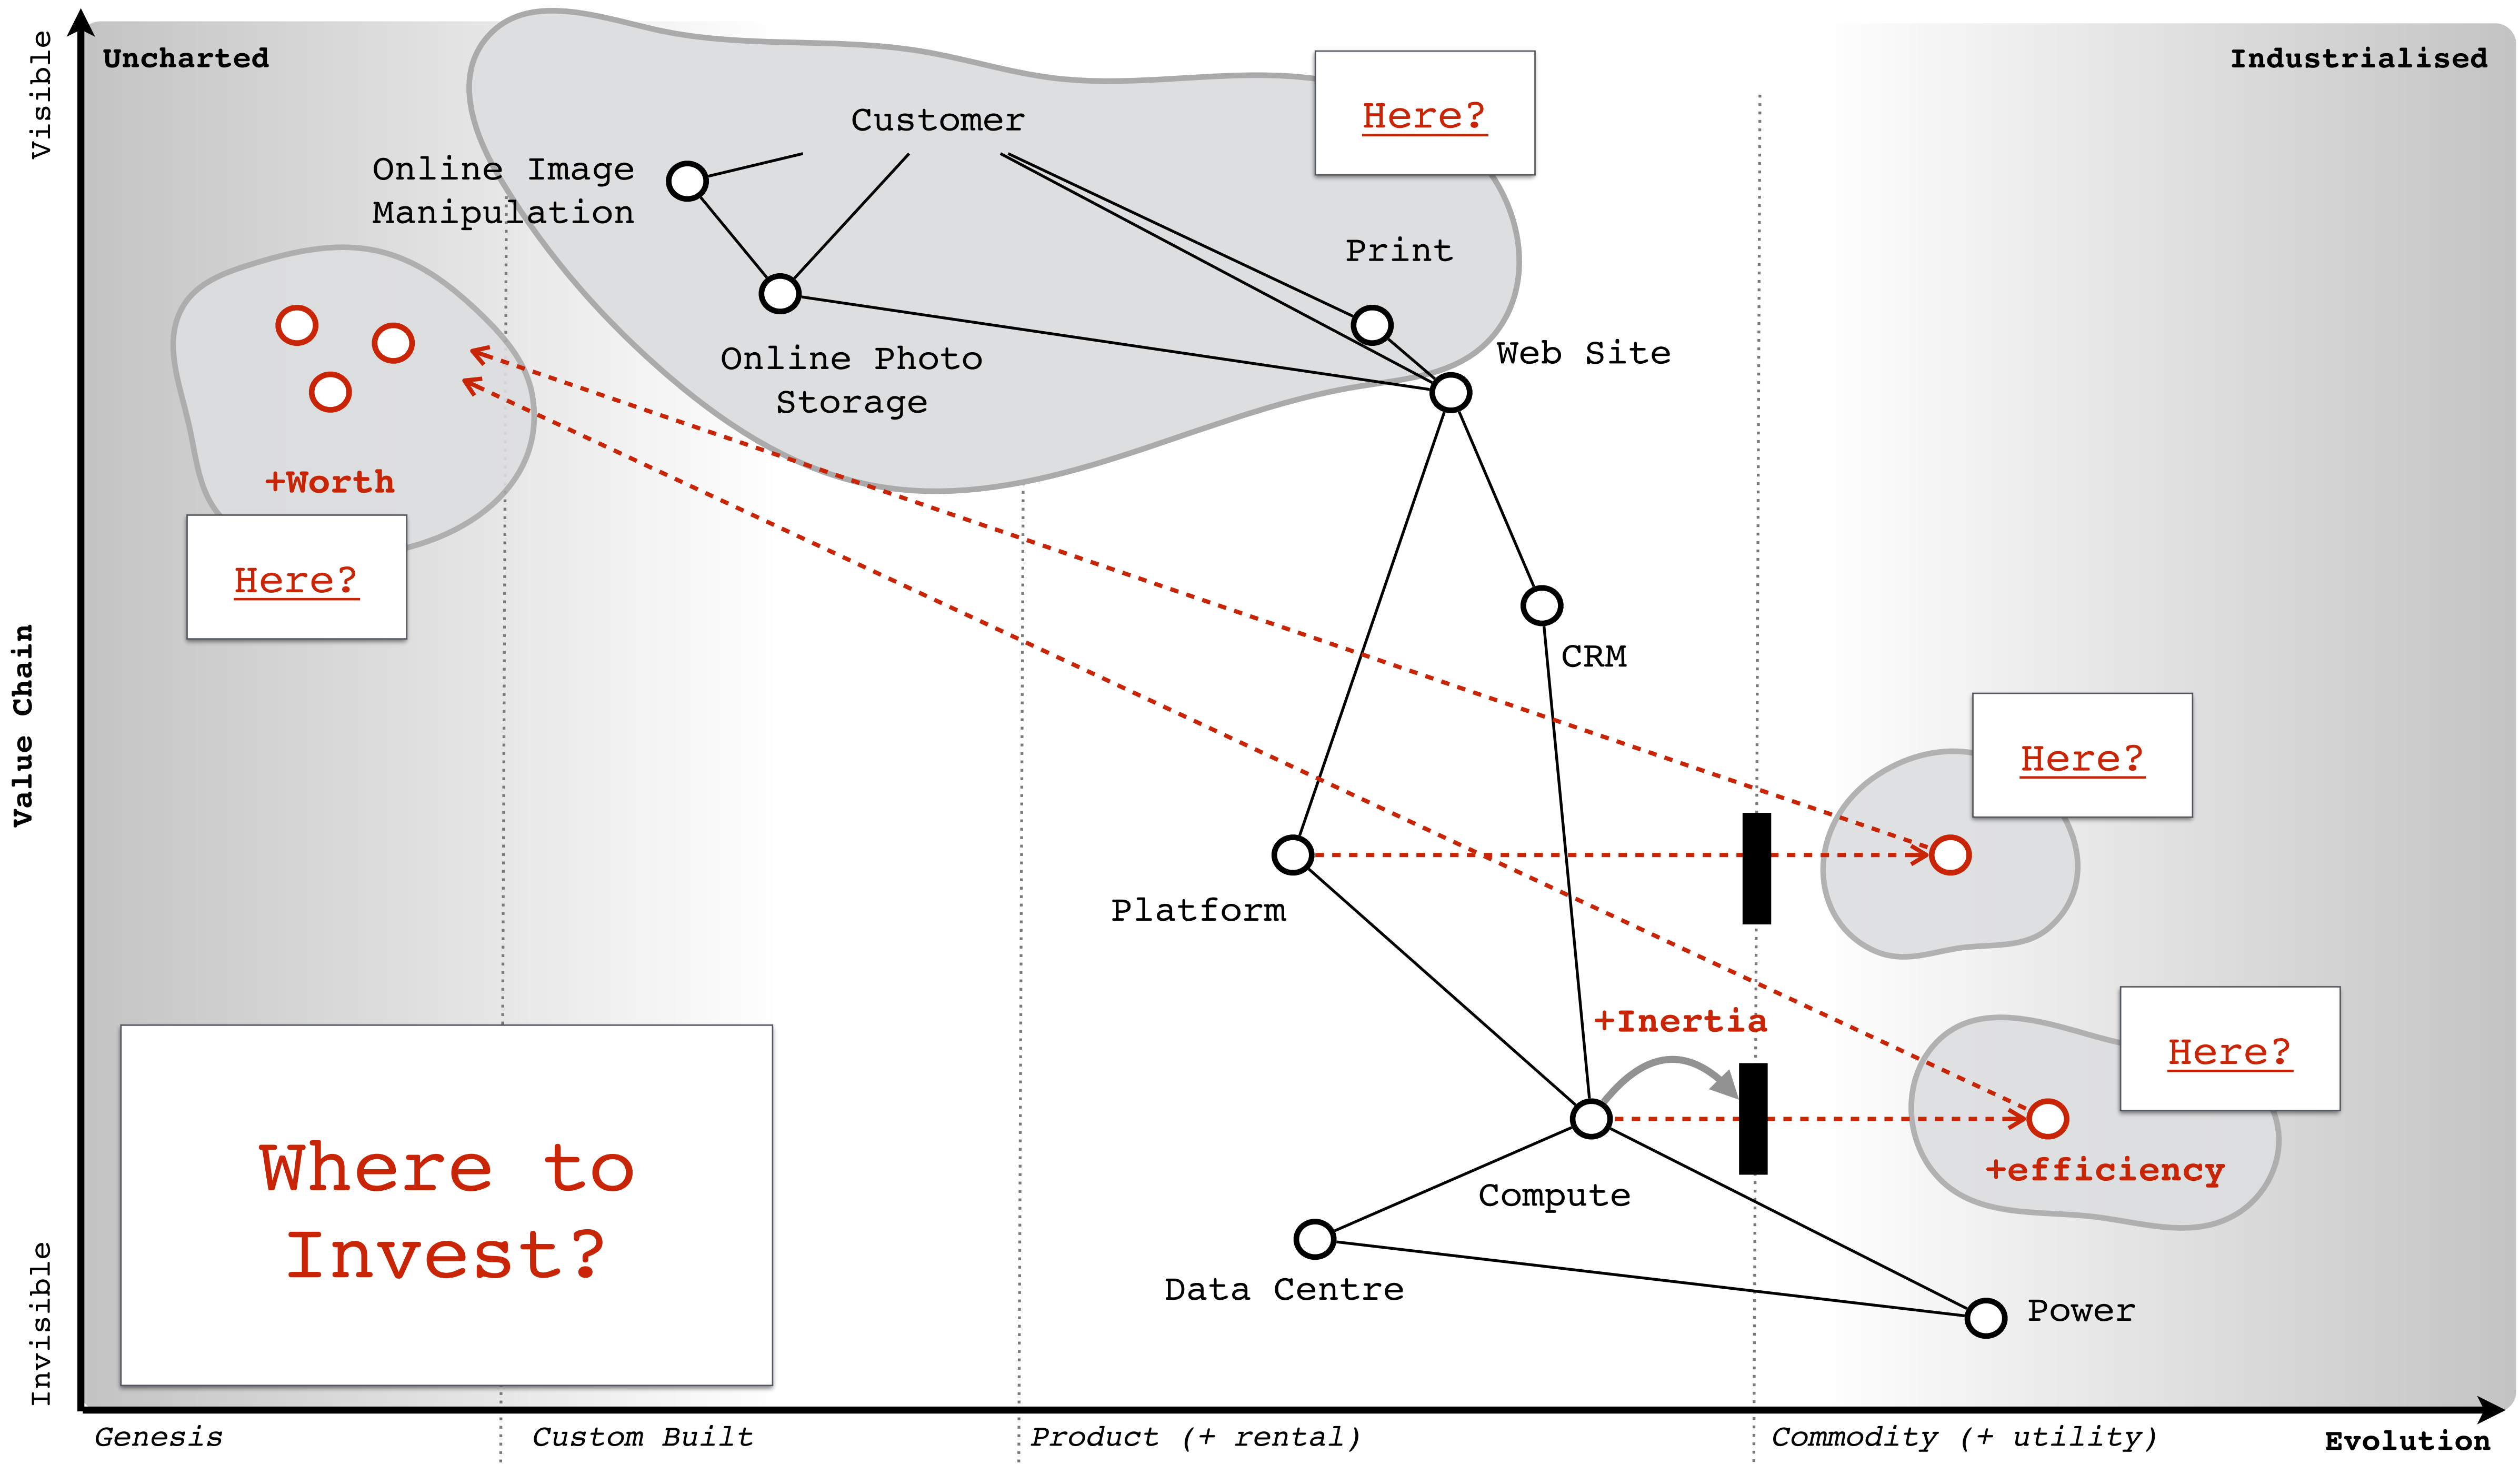 Visible
Uncharted
Industrialised
Here?
Customer
Online Image
Manipulation
Print
Online Photo
Storage
Web Site
+Worth
Here?
Value Chain
CRM
Here?
Platform
+Inertia
Here?
Where to
Invest?
+efficiency
Compute
Data Centre
Power
Invisible
Genesis
Custom Built
Product (+ rental)
Commodity (+ utility)
Evolution